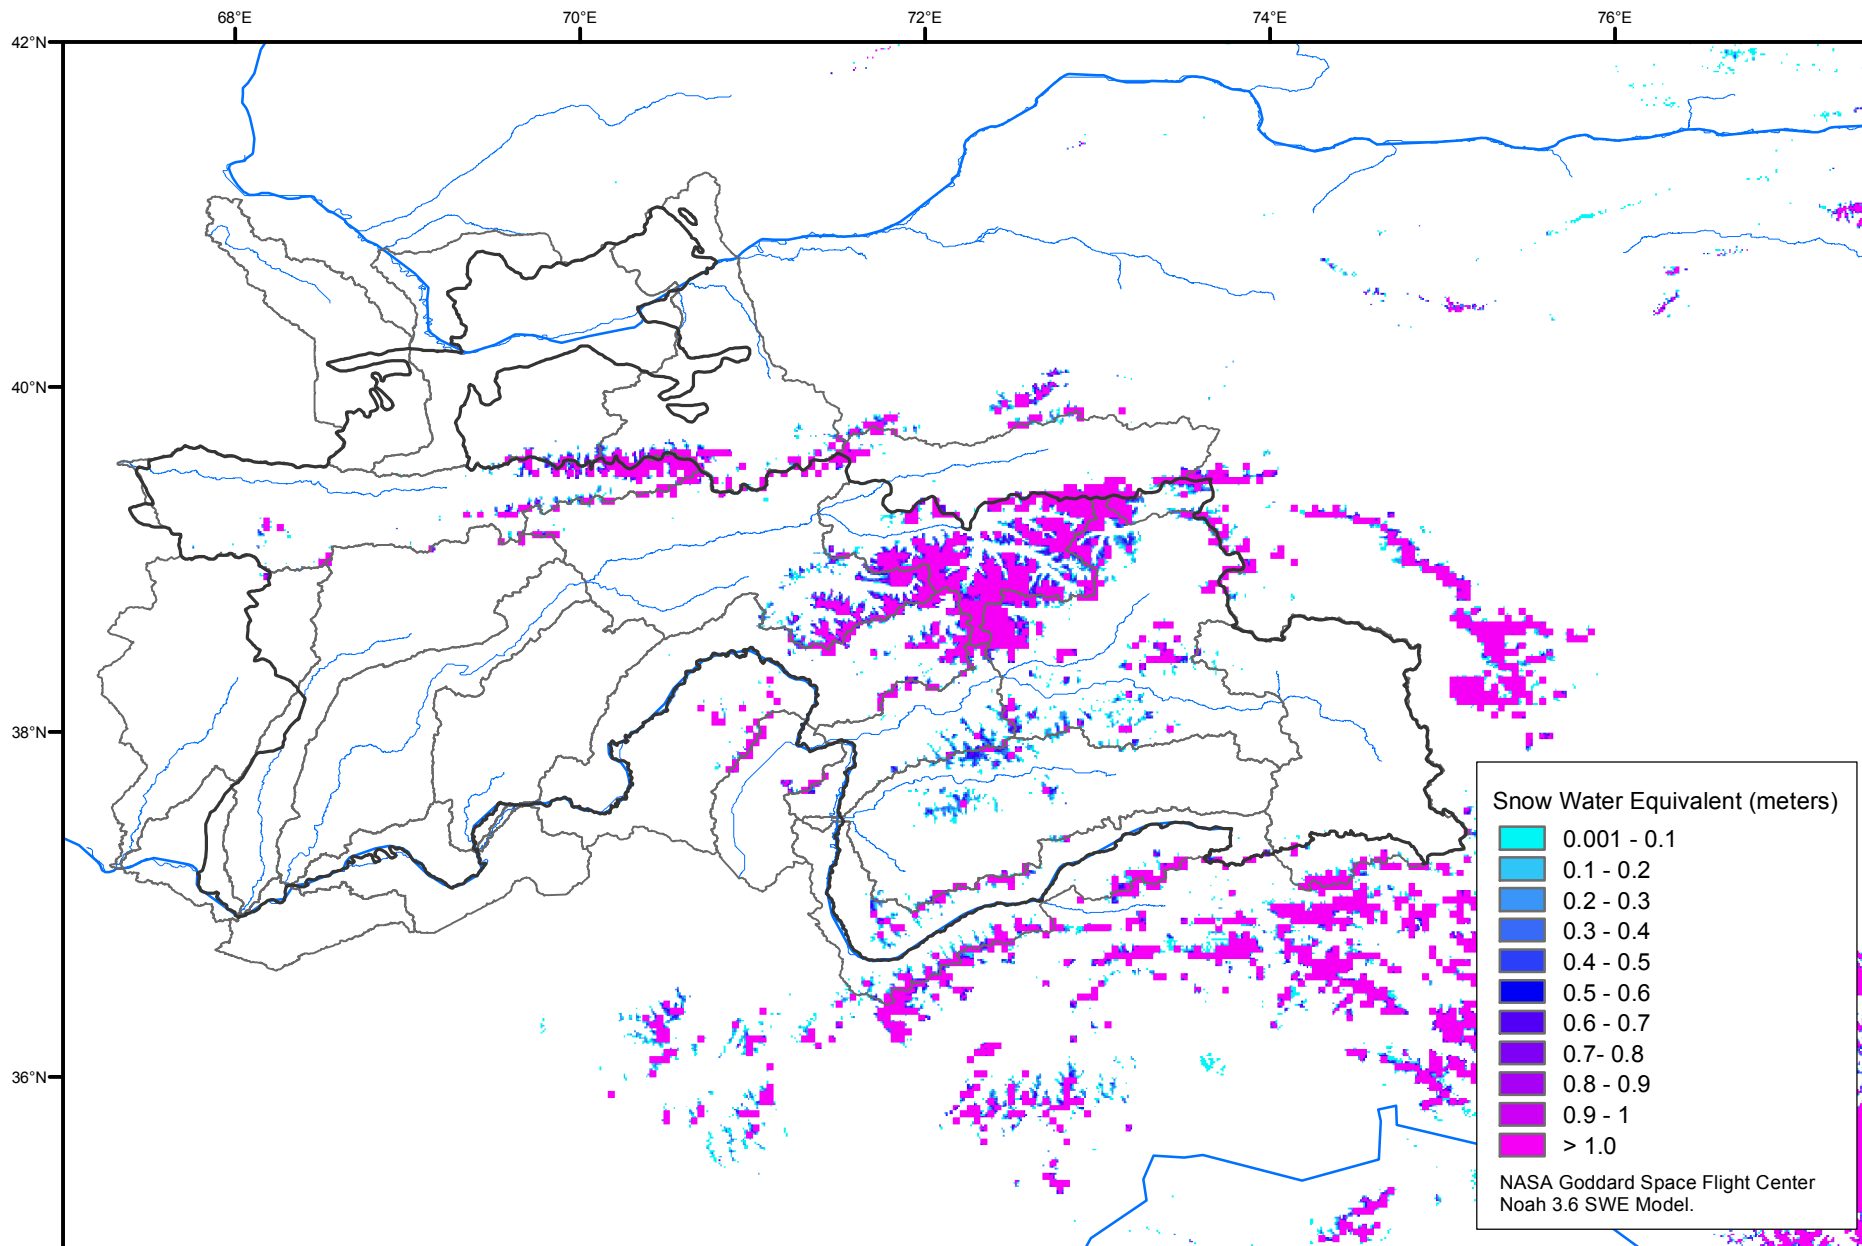 68°E
70°E
72°E
74°E
76°E
42°N
40°N
38°N
36°N
Snow Water Equivalent (meters)
0.001 - 0.1
0.1 - 0.2
0.2 - 0.3
0.3 - 0.4
0.4 - 0.5
0.5 - 0.6
0.6 - 0.7
0.7- 0.8
0.8 - 0.9
0.9 - 1
> 1.0
NASA Goddard Space Flight Center
Noah 3.6 SWE Model.